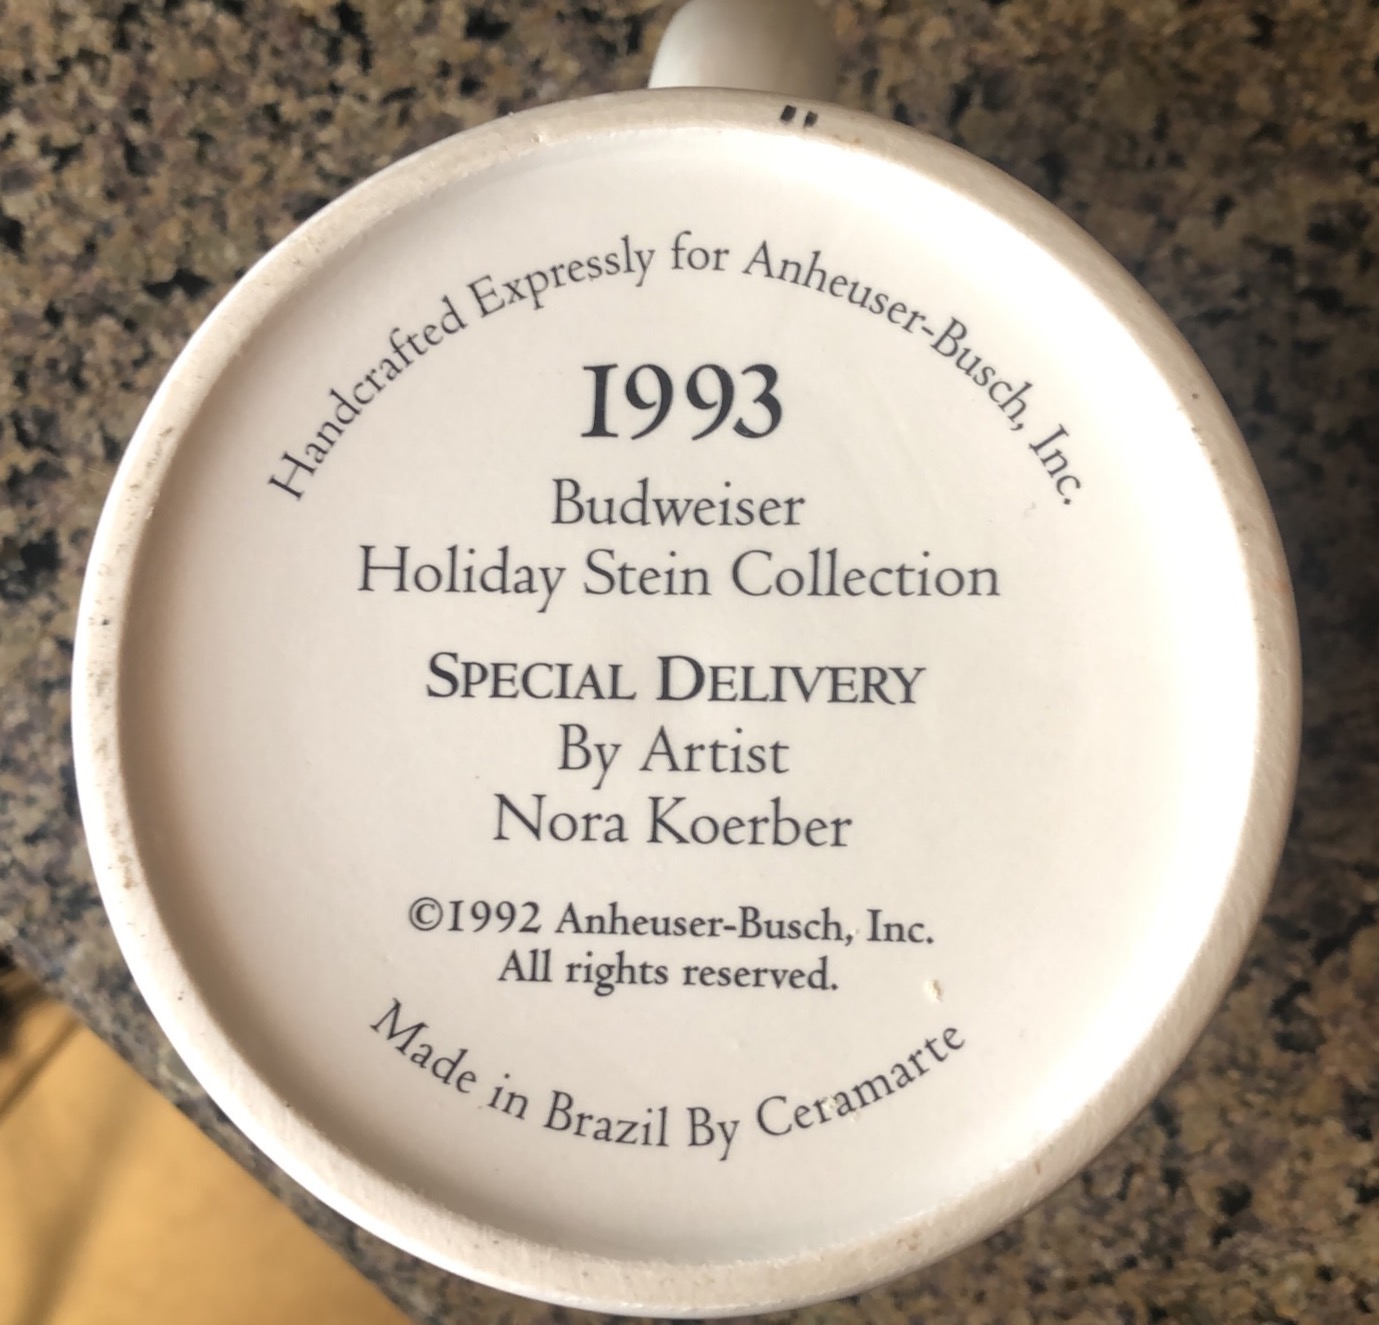 Handcrafted Expressly for Anheuser-Busch, Inc.
1993
Budweiser
Holiday Stein Collection
SPECIAL DELIVERY
By Artist
Nora Koerber
©1992 Anheuser-Busch, Inc.
All rights reserved.
Made in Brazil By Ceramarte